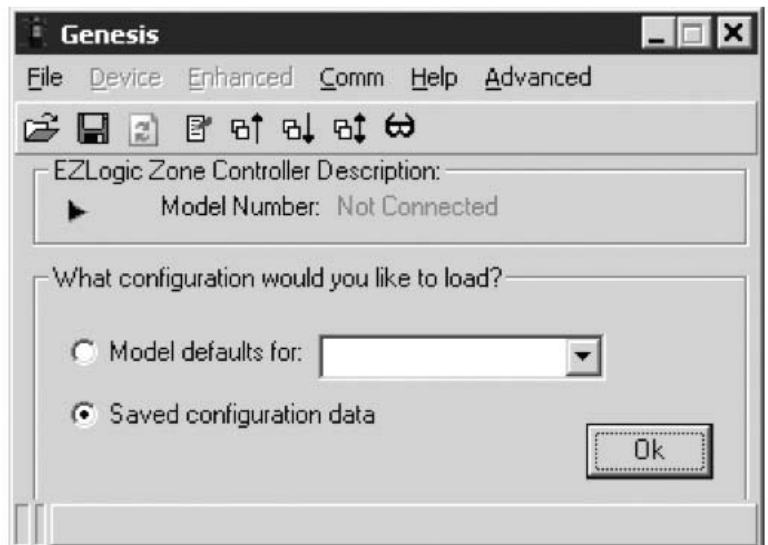 Genesis
File Device Enhanced Comm Help Advanced
EZLogic Zone Controller Description:
Model Number: Not Connected
What configuration would you like to load?
Model defaults for:
Saved configuration data
Ok